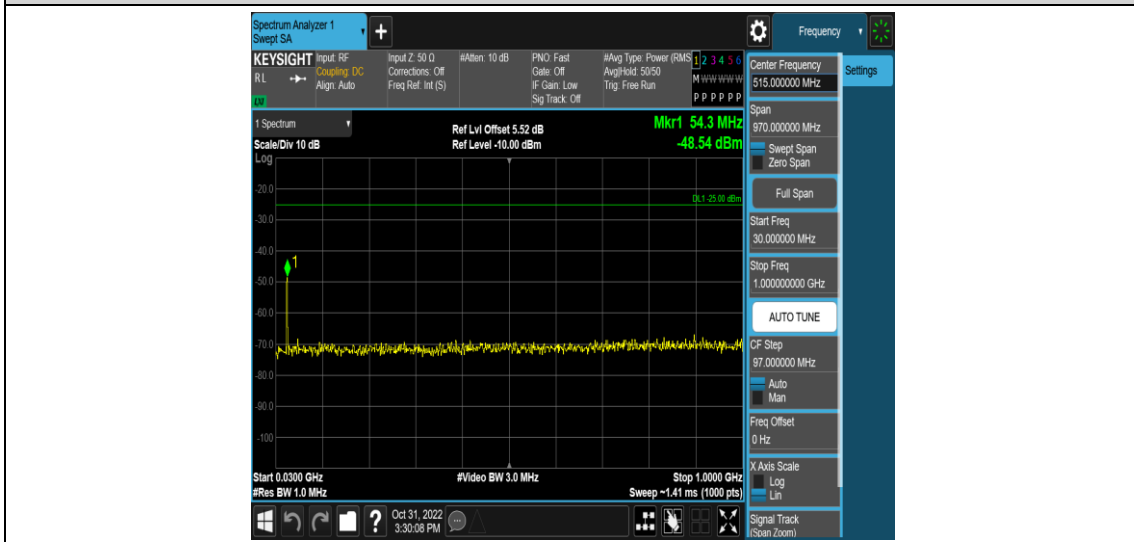 Spectrum Analyzer 1
Swept SA
+
Frequency
KEYSIGHT
RL
LXI
Input: RF
Coupling: DC
Align: Auto
Input Z: 50 Ω
Corrections: Off
Freq Ref: Int (S)
#Atten: 10 dB
PNO: Fast
Gate: Off
IF Gain: Low
Sig Track: Off
#Avg Type: Power (RMS
Avg|Hold: 50/50
Trig: Free Run
1 2 3 4 5 6
M W W W W W
P P P P P P
Center Frequency
515.000000 MHz
Settings
1 Spectrum
Scale/Div 10 dB
Ref Lvl Offset 5.52 dB
Ref Level -10.00 dBm
Mkr1 54.3 MHz
-48.54 dBm
Log
-20.0
-30.0
-40.0
-50.0
-60.0
-70.0
-80.0
-90.0
-100
DL1 -25.00 dBm
1
Start 0.0300 GHz
#Res BW 1.0 MHz
#Video BW 3.0 MHz
Stop 1.0000 GHz
Sweep ~1.41 ms (1000 pts)
Span
970.000000 MHz
Swept Span
Zero Span
Full Span
Start Freq
30.000000 MHz
Stop Freq
1.000000000 GHz
AUTO TUNE
CF Step
97.000000 MHz
Auto
Man
Freq Offset
0 Hz
X Axis Scale
Log
Lin
Signal Track
(Span Zoom)
?
Oct 31, 2022
3:30:08 PM